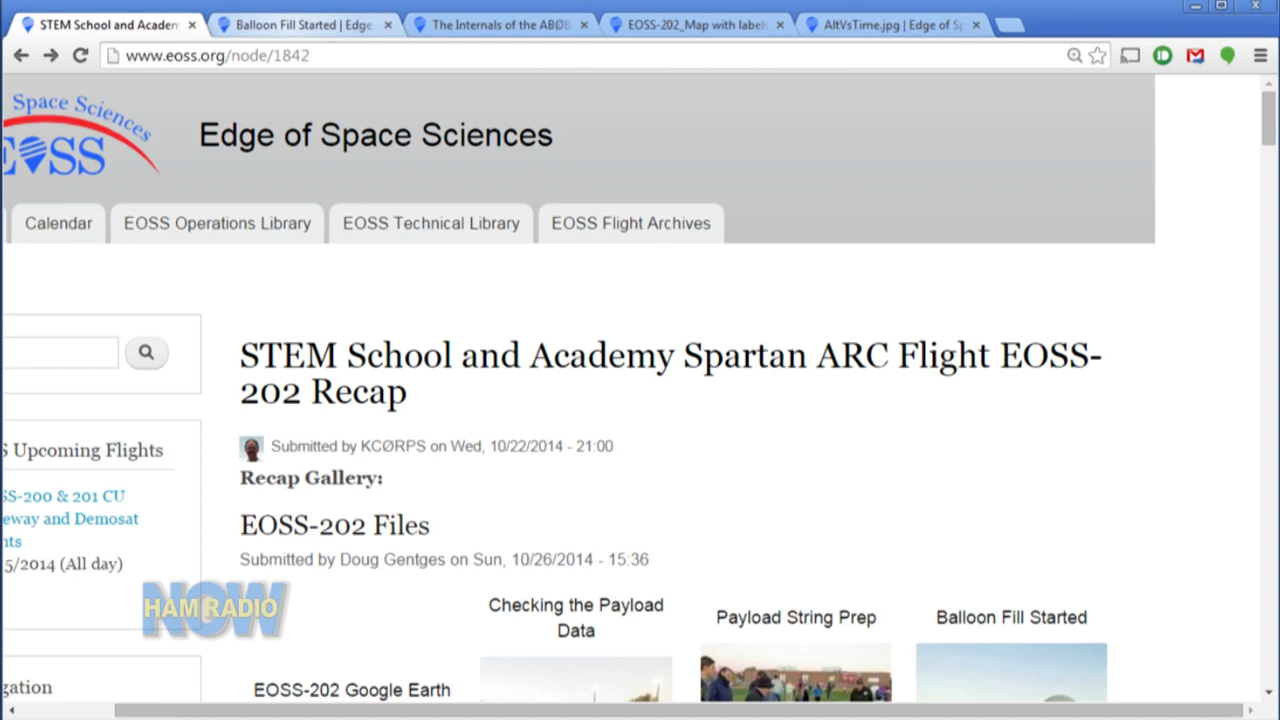 STEM School and Academ
Balloon Fill Started | Edge
The Internals of the ABØ
EOSS-202_Map with label
AltVsTime.jpg | Edge of Sp
www.eoss.org/node/1842
Space Sciences
EOSS
Edge of Space Sciences
Calendar
EOSS Operations Library
EOSS Technical Library
EOSS Flight Archives
STEM School and Academy Spartan ARC Flight EOSS-
202 Recap
Submitted by KCØRPS on Wed, 10/22/2014 - 21:00
Recap Gallery:
S Upcoming Flights
SS-200 & 201 CU
eway and Demosat
nts
5/2014 (All day)
EOSS-202 Files
Submitted by Doug Gentges on Sun, 10/26/2014 - 15:36
HAM RADIO
NOW
Checking the Payload
Data
Payload String Prep
Balloon Fill Started
gation
EOSS-202 Google Earth